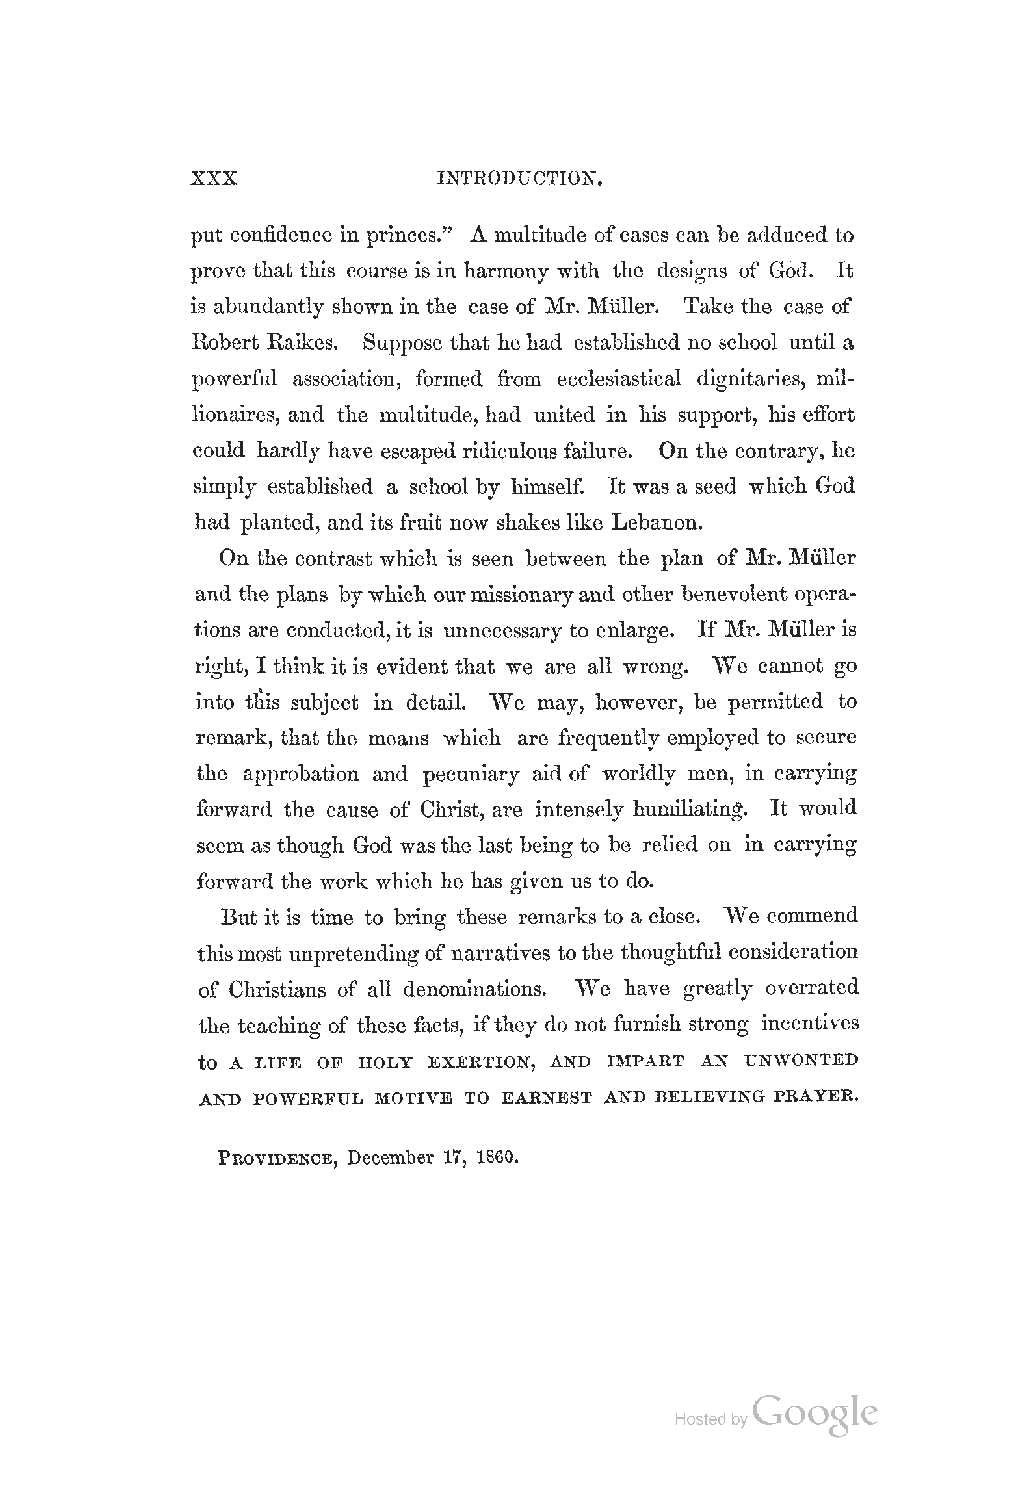 XXX INTRODUCTION.
put confidence in princes." A multitude of cases can be adduced to
prove that this course is in harmony with the designs of God. It
is abundantly shown in the case of Mr. Müller. Take the case of
Robert Raikes. Suppose that he had established no school until a
powerful association, formed from ecclesiastical dignitaries, mil-
lionaires, and the multitude, had united in his support, his effort
could hardly have escaped ridiculous failure. On the contrary, he
simply established a school by himself. It was a seed which God
had planted, and its fruit now shakes like Lebanon.
On the contrast which is seen between the plan of Mr. Müller
and the plans by which our missionary and other benevolent opera-
tions are conducted, it is unnecessary to enlarge. If Mr. Müller is
right, I think it is evident that we are all wrong. We cannot go
into this subject in detail. We may, however, be permitted to
remark, that the means which are frequently employed to secure
the approbation and pecuniary aid of worldly men, in carrying
forward the cause of Christ, are intensely humiliating. It would
seem as though God was the last being to be relied on in carrying
forward the work which he has given us to do.
But it is time to bring these remarks to a close. We commend
this most unpretending of narratives to the thoughtful consideration
of Christians of all denominations. We have greatly overrated
the teaching of these facts, if they do not furnish strong incentives
to A LIFE OF HOLY EXERTION, AND IMPART AN UNWONTED
AND POWERFUL MOTIVE TO EARNEST AND BELIEVING PRAYER.
PROVIDENCE, December 17, 1860.
Hosted by Google